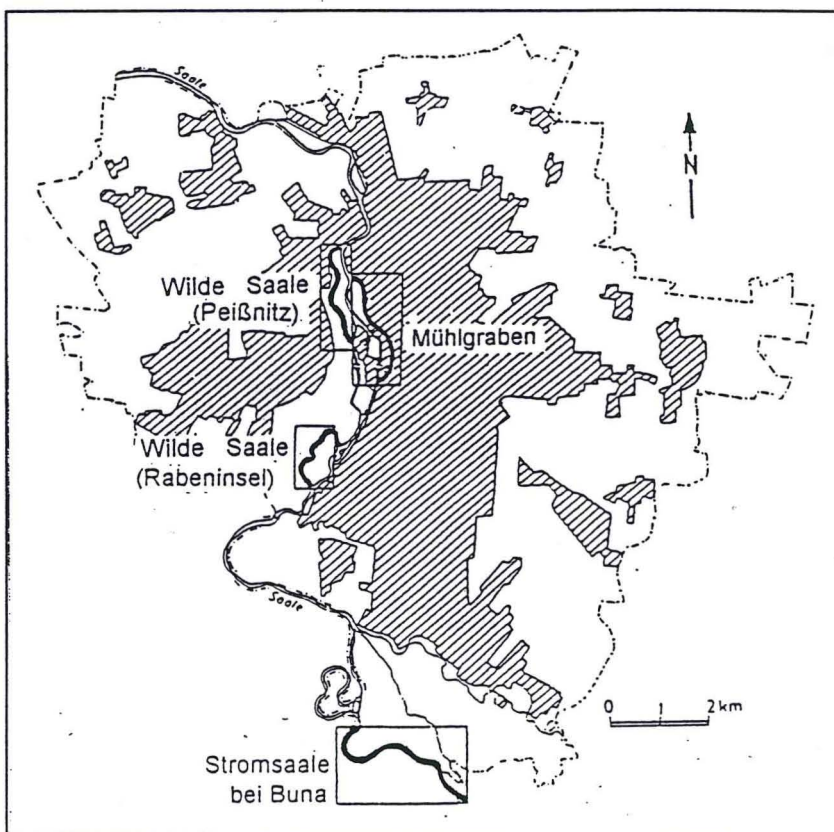 Saale
N
Wilde Saale
(Peißnitz)
Mühlgraben
Wilde Saale
(Rabeninsel)
Saale
0 1 2 km
Stromsaale
bei Buna